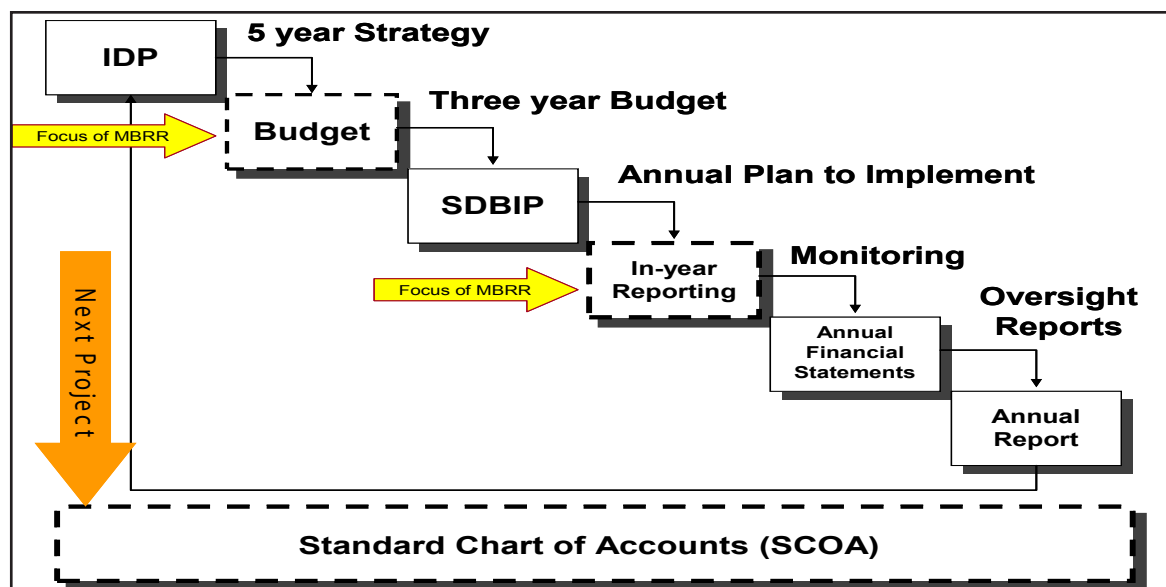 IDP
5 year Strategy
Focus of MBRR
Budget
Three year Budget
SDBIP
Annual Plan to Implement
Focus of MBRR
In-year
Reporting
Monitoring
Annual
Financial
Statements
Oversight
Reports
Annual
Report
Next Project
Standard Chart of Accounts (SCOA)